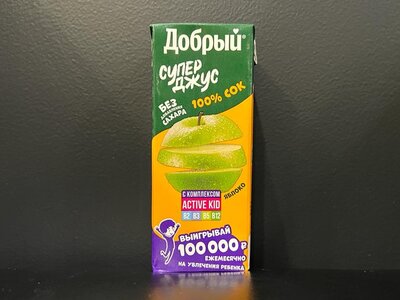 Добрый®
СУПЕР
ДЖУС
БЕЗ
САХАРА
100% СОК
ЯБЛОКО
С КОМПЛЕКСОМ
ACTIVE KID
B2 B3 B5 B12
ВЫИГРЫВАЙ
100 000 ₽
ЕЖЕМЕСЯЧНО
НА УВЛЕЧЕНИЯ РЕБЕНКА